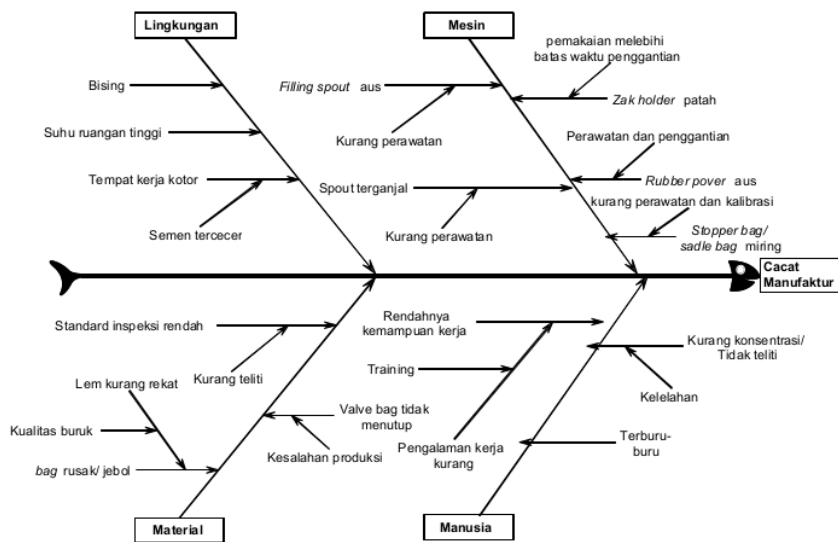 Lingkungan
Mesin
Bising
Suhu ruangan tinggi
Tempat kerja kotor
Semen tercecer
Filling spout aus
Kurang perawatan
Spout terganjal
Kurang perawatan
pemakaian melebihi
batas waktu penggantian
Zak holder patah
Perawatan dan penggantian
Rubber pover aus
kurang perawatan dan kalibrasi
Stopper bag/
sadle bag miring
Cacat
Manufaktur
Standard inspeksi rendah
Kurang teliti
Lem kurang rekat
Kualitas buruk
bag rusak/ jebol
Valve bag tidak
menutup
Kesalahan produksi
Rendahnya
kemampuan kerja
Training
Pengalaman kerja
kurang
Kurang konsentrasi/
Tidak teliti
Kelelahan
Terburu-
buru
Material
Manusia